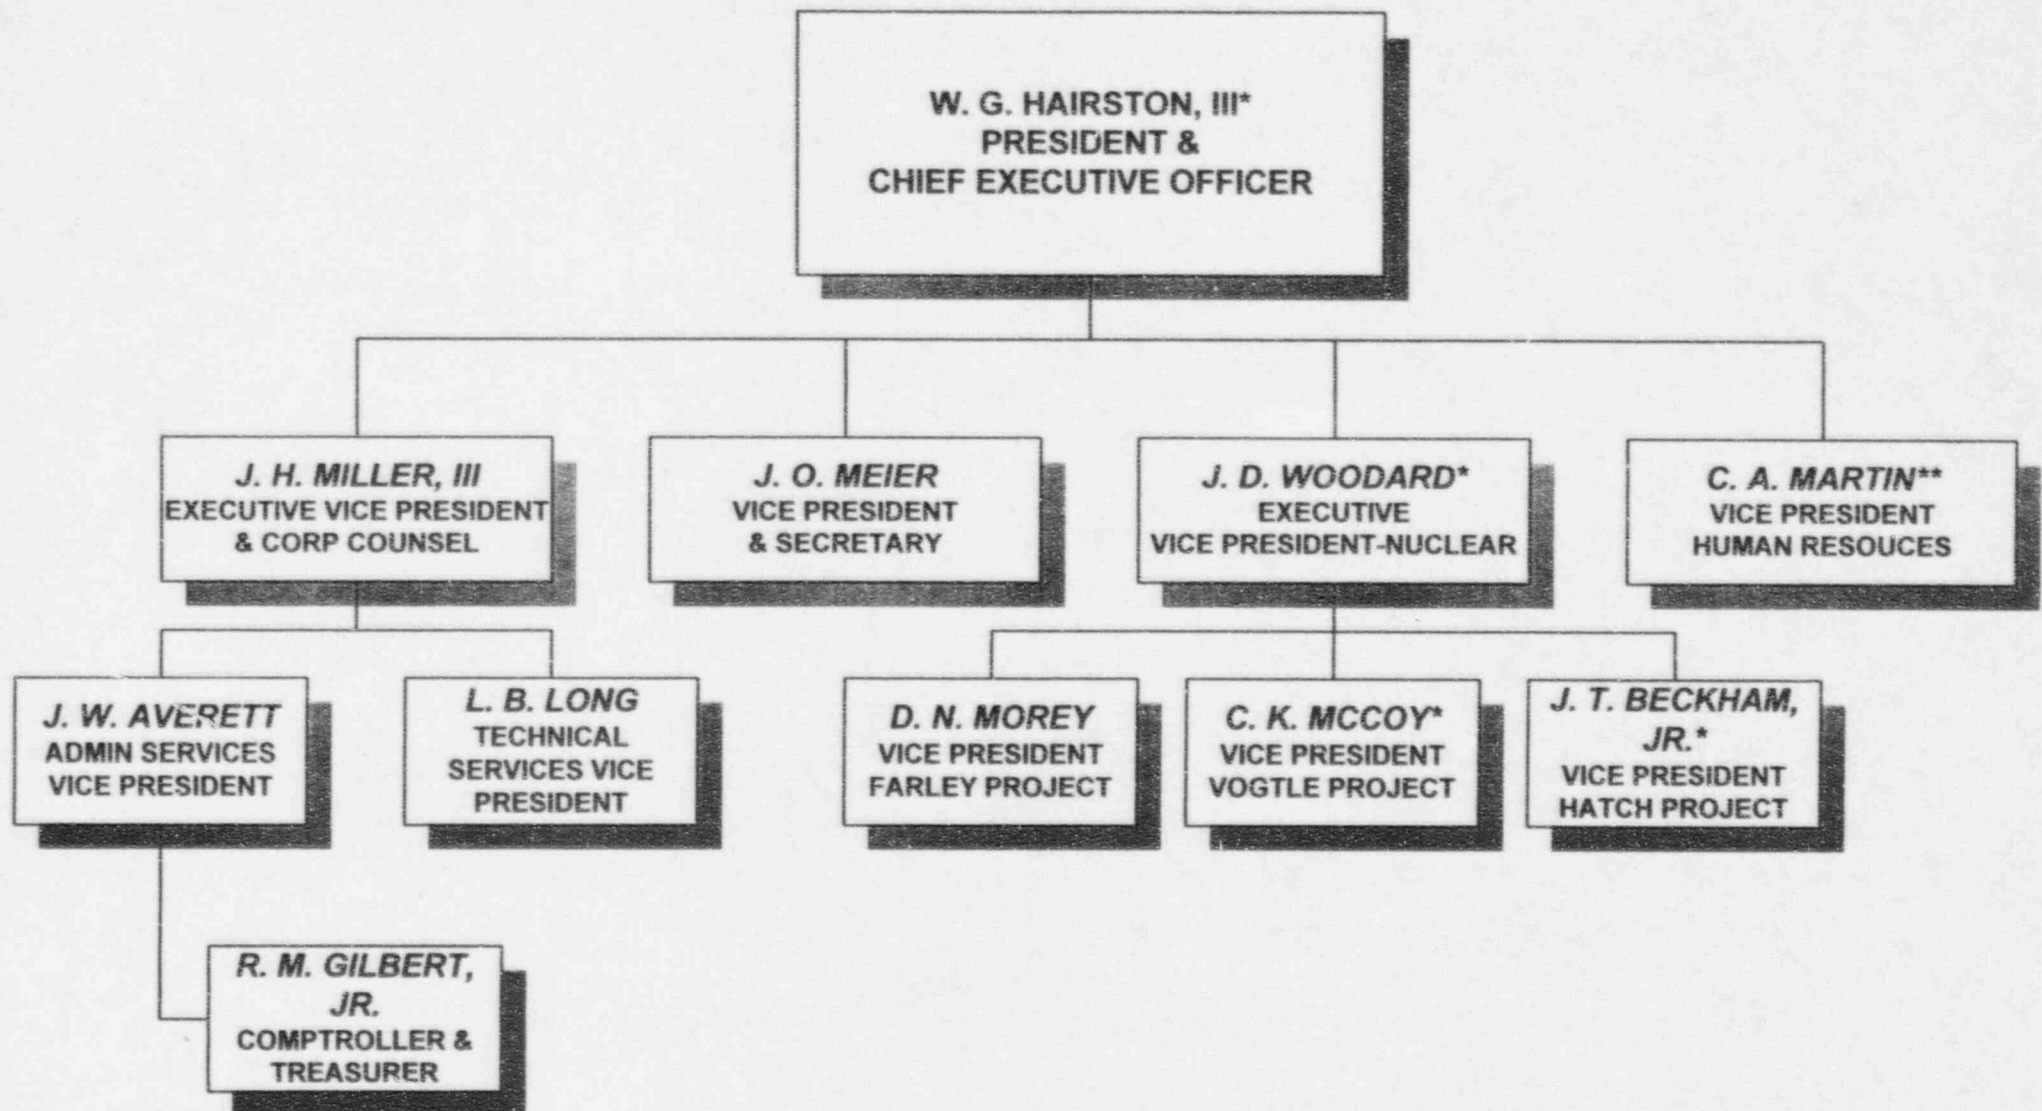 W. G. HAIRSTON, III*
PRESIDENT &
CHIEF EXECUTIVE OFFICER
J. H. MILLER, III
EXECUTIVE VICE PRESIDENT
& CORP COUNSEL
J. O. MEIER
VICE PRESIDENT
& SECRETARY
J. D. WOODARD*
EXECUTIVE
VICE PRESIDENT-NUCLEAR
C. A. MARTIN**
VICE PRESIDENT
HUMAN RESOUCES
J. W. AVERETT
ADMIN SERVICES
VICE PRESIDENT
L. B. LONG
TECHNICAL
SERVICES VICE
PRESIDENT
D. N. MOREY
VICE PRESIDENT
FARLEY PROJECT
C. K. MCCOY*
VICE PRESIDENT
VOGTLE PROJECT
J. T. BECKHAM,
JR.*
VICE PRESIDENT
HATCH PROJECT
R. M. GILBERT,
JR.
COMPTROLLER &
TREASURER